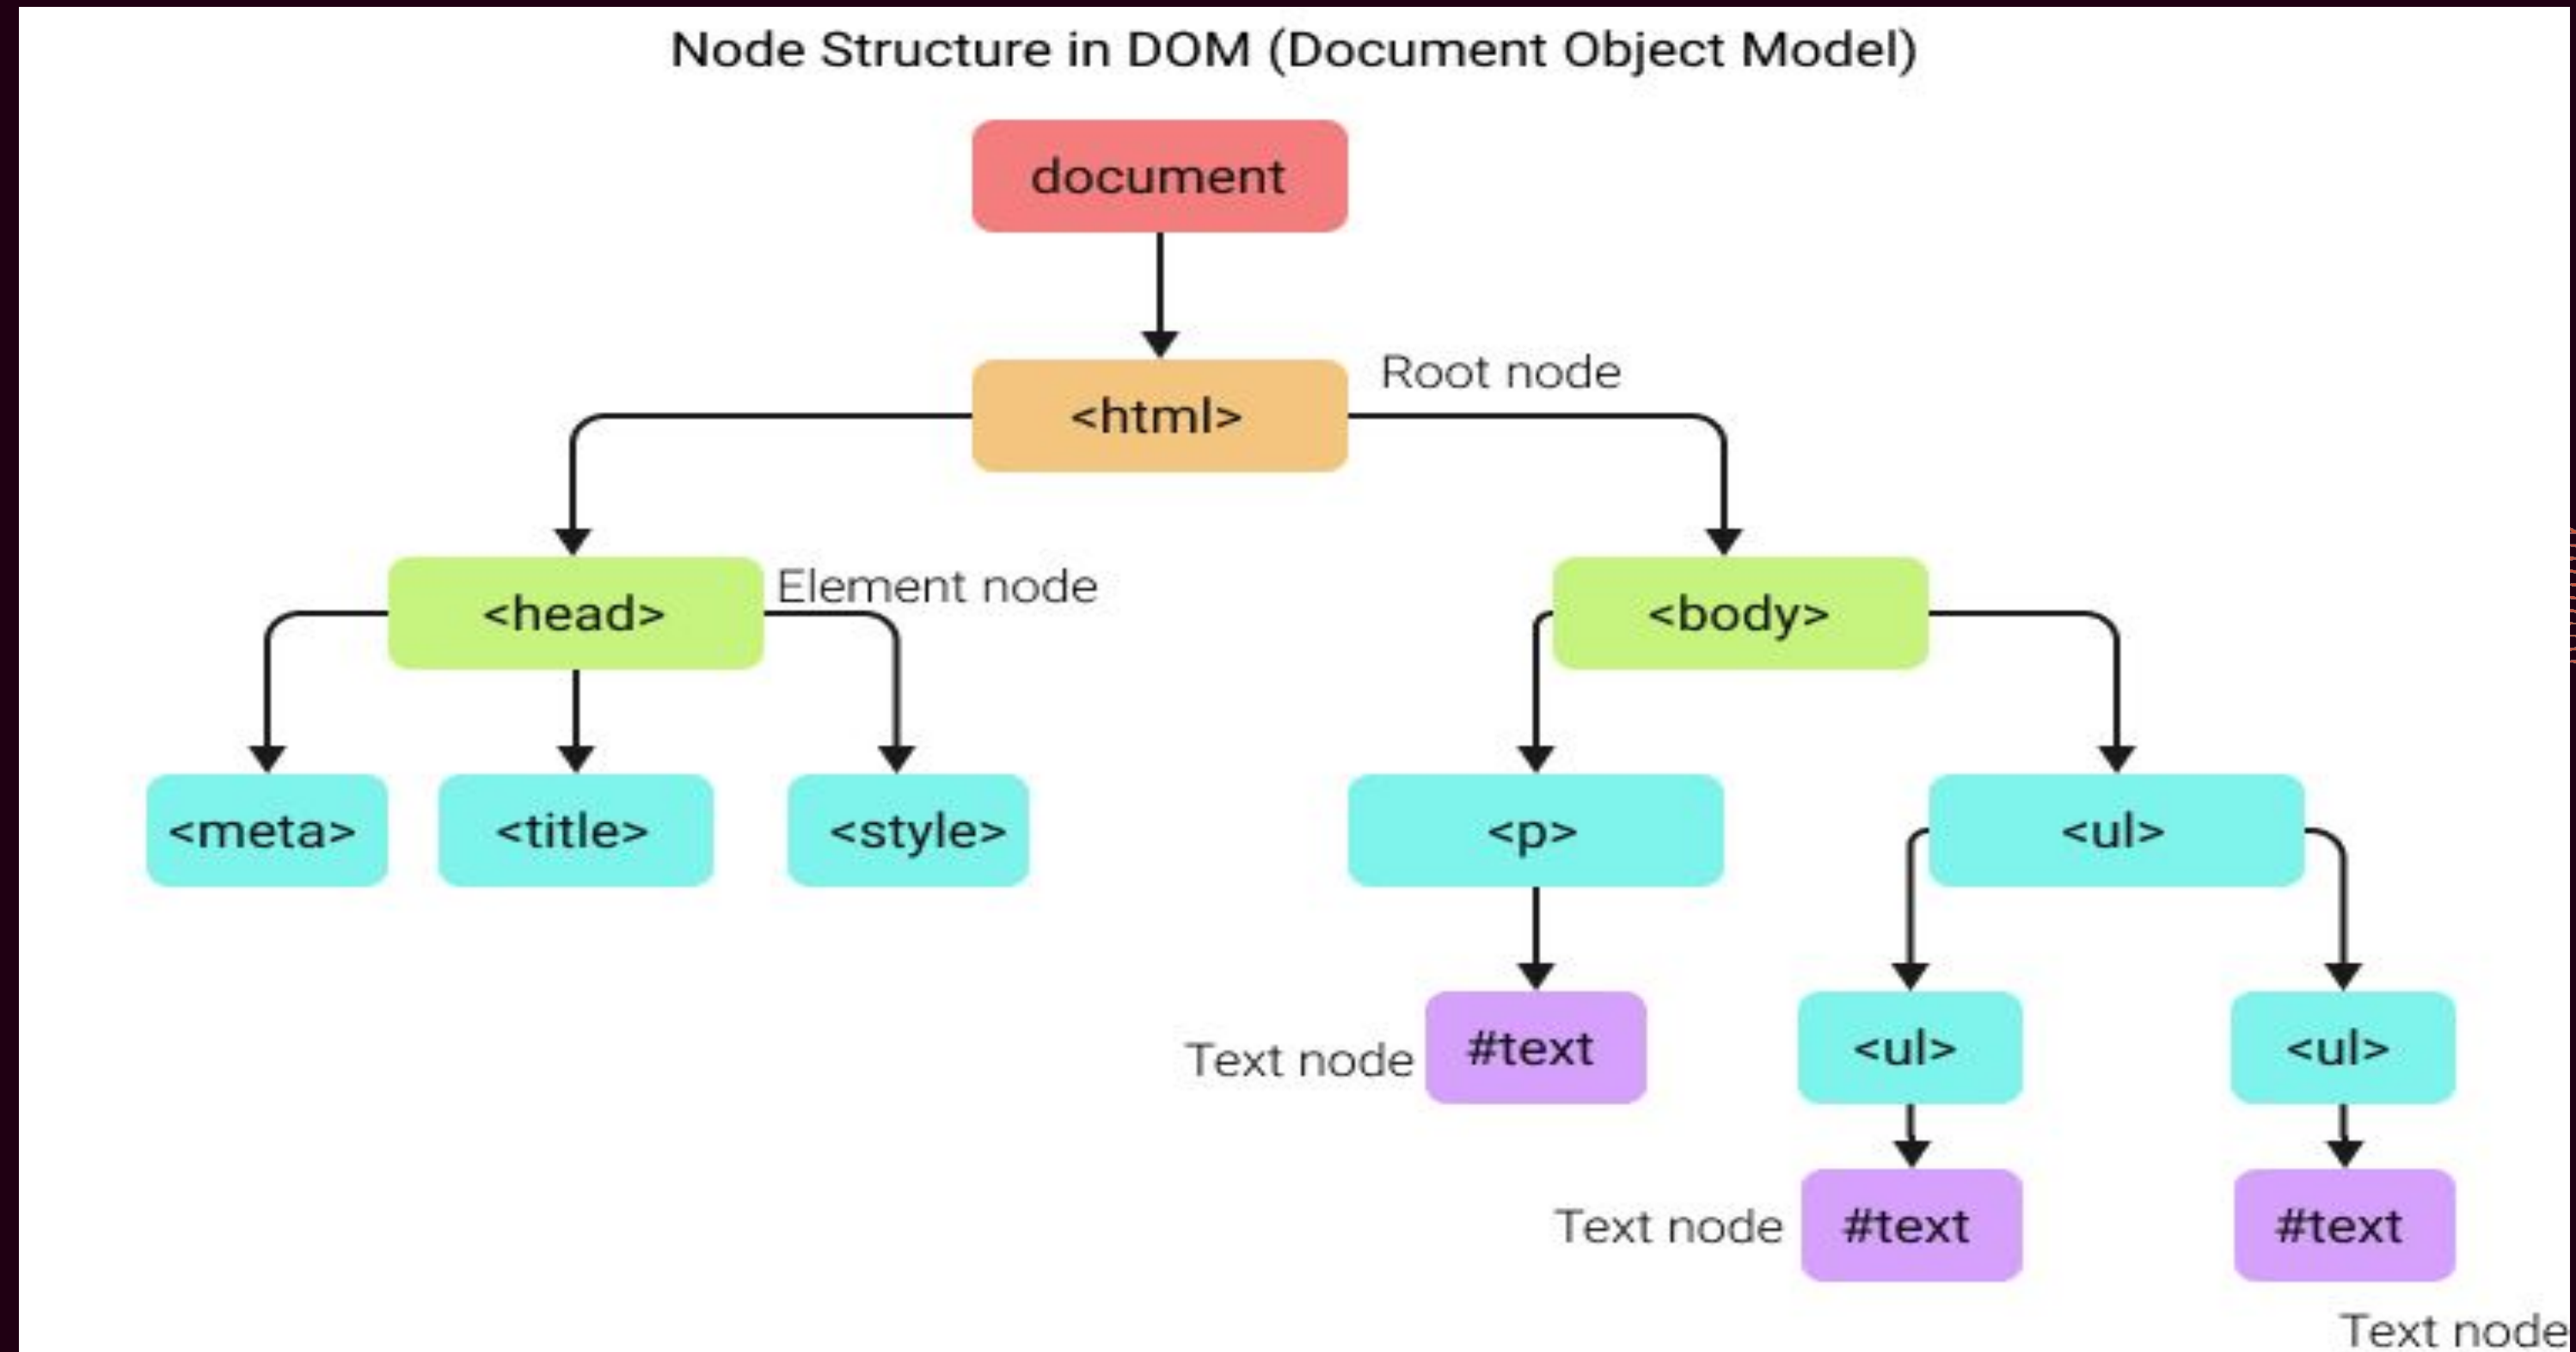 Node Structure in DOM (Document Object Model)
document
Root node
<html>
Element node
<head>
<body>
<meta>
<title>
<style>
<p>
<ul>
Text node
#text
<ul>
<ul>
Text node
#text
#text
Text node